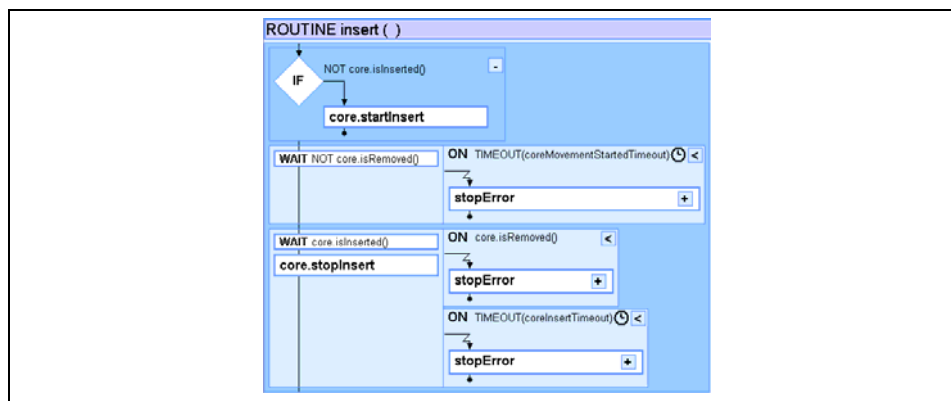 ROUTINE insert ( )
NOT core.isInserted()
-
IF
core.startInsert
WAIT NOT core.isRemoved()
ON TIMEOUT(coreMovementStartedTimeout) <
stopError +
WAIT core.isInserted()
core.stopInsert
ON core.isRemoved() <
stopError +
ON TIMEOUT(coreInsertTimeout) <
stopError +